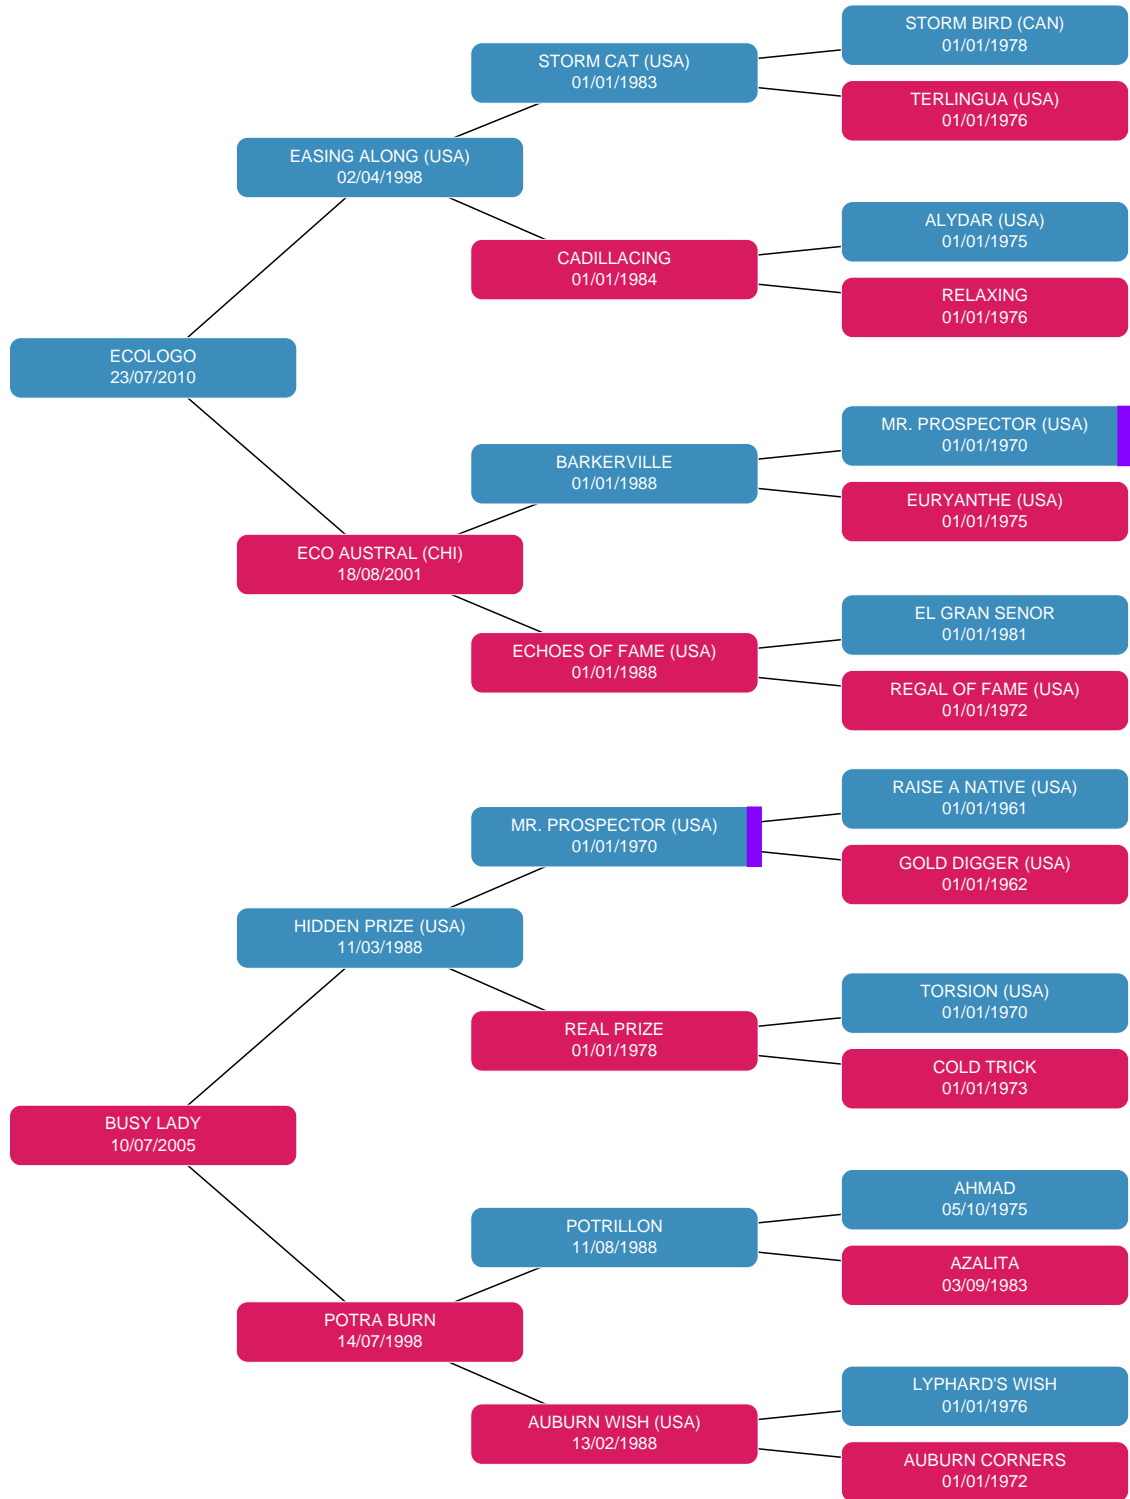 STORM BIRD (CAN)
01/01/1978
STORM CAT (USA)
01/01/1983
TERLINGUA (USA)
01/01/1976
EASING ALONG (USA)
02/04/1998
ALYDAR (USA)
01/01/1975
CADILLACING
01/01/1984
RELAXING
01/01/1976
ECOLOGO
23/07/2010
MR. PROSPECTOR (USA)
01/01/1970
BARKERVILLE
01/01/1988
EURYANTHE (USA)
01/01/1975
ECO AUSTRAL (CHI)
18/08/2001
EL GRAN SENOR
01/01/1981
ECHOES OF FAME (USA)
01/01/1988
REGAL OF FAME (USA)
01/01/1972
RAISE A NATIVE (USA)
01/01/1961
MR. PROSPECTOR (USA)
01/01/1970
GOLD DIGGER (USA)
01/01/1962
HIDDEN PRIZE (USA)
11/03/1988
TORSION (USA)
01/01/1970
REAL PRIZE
01/01/1978
COLD TRICK
01/01/1973
BUSY LADY
10/07/2005
AHMAD
05/10/1975
POTRILLON
11/08/1988
AZALITA
03/09/1983
POTRA BURN
14/07/1998
LYPHARD'S WISH
01/01/1976
AUBURN WISH (USA)
13/02/1988
AUBURN CORNERS
01/01/1972